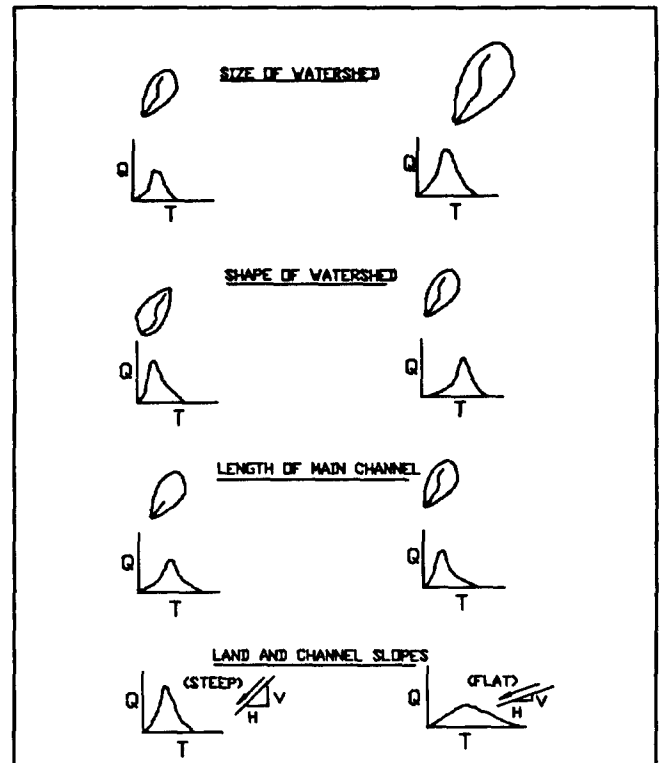 SIZE OF WATERSHED
Q
T
Q
T
SHAPE OF WATERSHED
Q
T
Q
T
LENGTH OF MAIN CHANNEL
Q
T
Q
T
LAND AND CHANNEL SLOPES
(STEEP)
Q
V
H
T
(FLAT)
Q
V
H
T